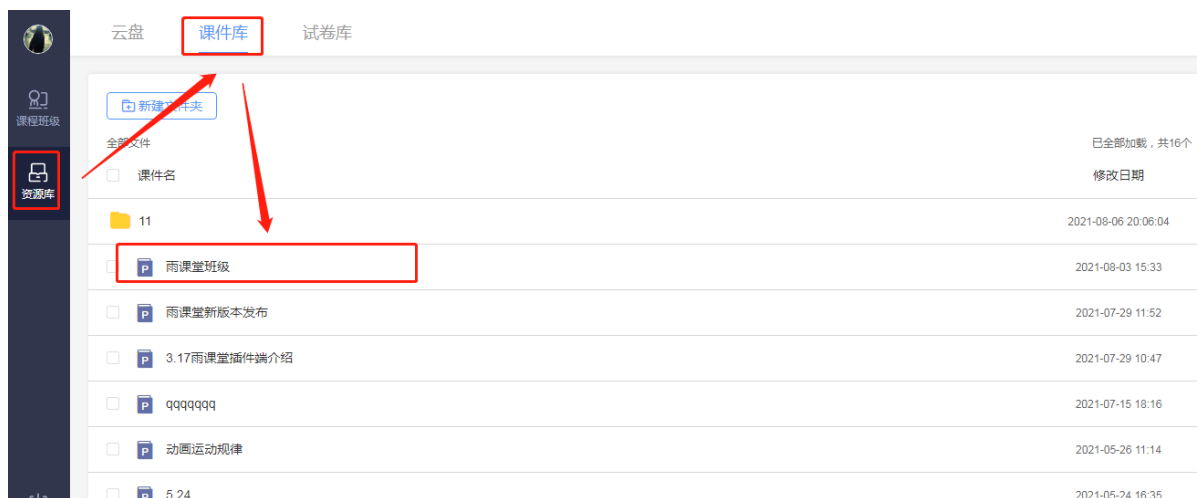 云盘 课件库 试卷库
课程班级
资源库
新建文件夹
全部文件 已全部加载，共16个
课件名 修改日期
11 2021-08-06 20:06:04
雨课堂班级 2021-08-03 15:33
雨课堂新版本发布 2021-07-29 11:52
3.17雨课堂插件端介绍 2021-07-29 10:47
qqqqqqq 2021-07-15 18:16
动画运动规律 2021-05-26 11:14
5.24 2021-05-24 16:35